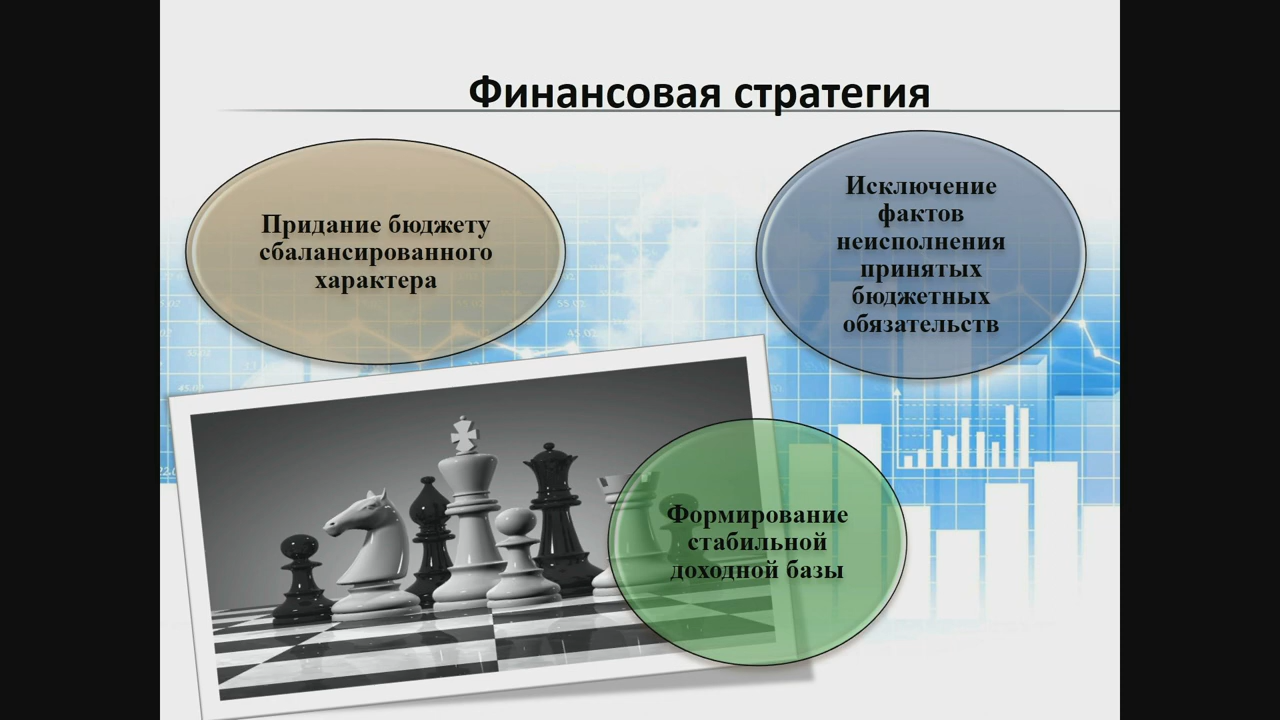 Финансовая стратегия
Придание бюджету
сбалансированного
характера
Исключение
фактов
неисполнения
принятых
бюджетных
обязательств
Формирование
стабильной
доходной базы